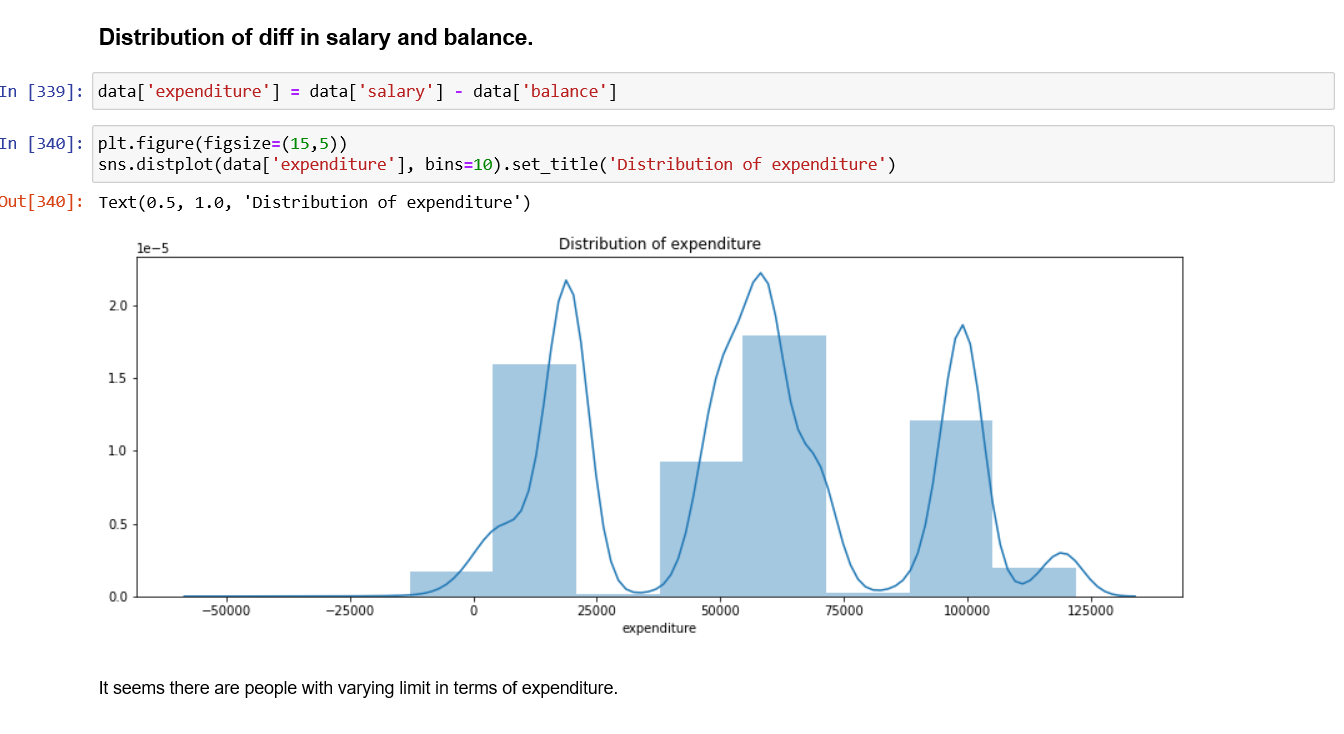 Distribution of diff in salary and balance.
In [339]: data['expenditure'] = data['salary'] - data['balance']
In [340]: plt.figure(figsize=(15,5))
sns.distplot(data['expenditure'], bins=10).set_title('Distribution of expenditure')
Out[340]: Text(0.5, 1.0, 'Distribution of expenditure')
Distribution of expenditure
1e−5
2.0
1.5
1.0
0.5
0.0
−50000 −25000 0 25000 50000 75000 100000 125000
expenditure
It seems there are people with varying limit in terms of expenditure.